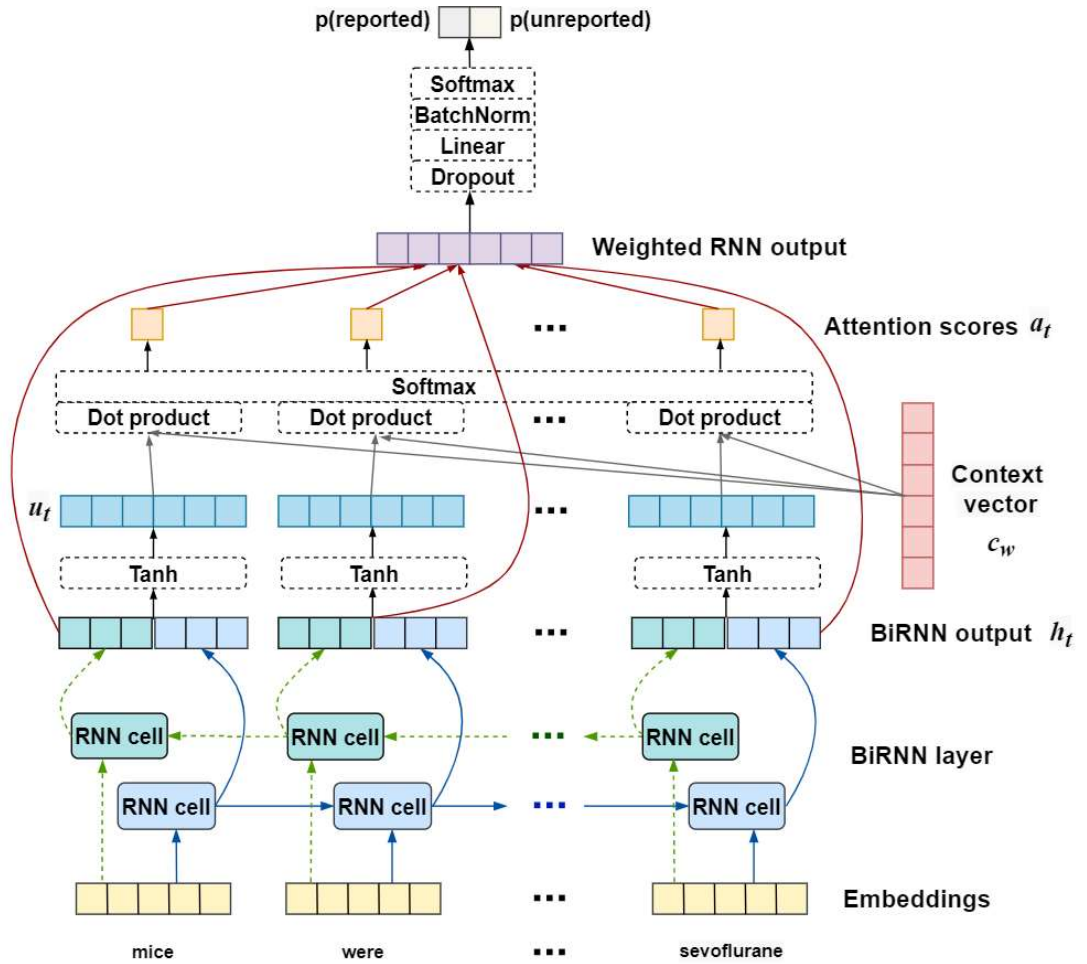 p(reported) p(unreported)
Softmax
BatchNorm
Linear
Dropout
Weighted RNN output
... Attention scores a_t
Softmax
Dot product Dot product ... Dot product
Context
vector
c_w
u_t ...
Tanh Tanh Tanh
... BiRNN output h_t
RNN cell RNN cell ... RNN cell
BiRNN layer
RNN cell RNN cell ... RNN cell
... Embeddings
mice were ... sevoflurane